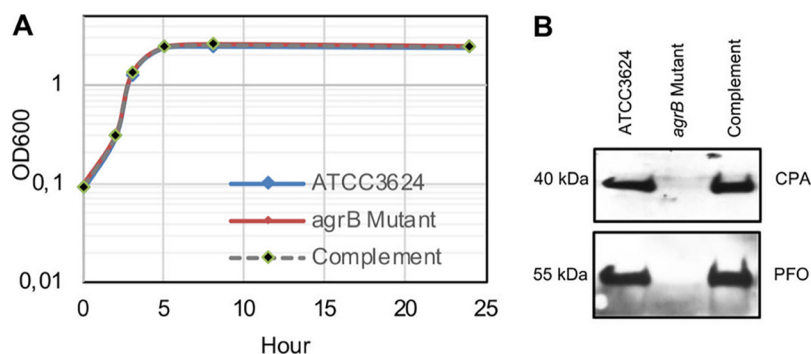 A
OD600
1
0,1
0,01
0
5
10
15
20
25
Hour
ATCC3624
agrB Mutant
Complement
B
ATCC3624
agrB Mutant
Complement
40 kDa
CPA
55 kDa
PFO